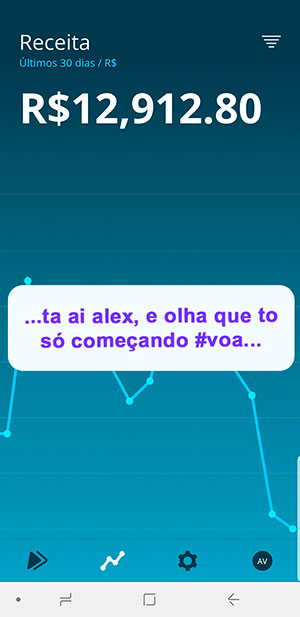 Receita
Últimos 30 dias / R$
R$12,912.80
...ta ai alex, e olha que to
só começando #voa...
AV